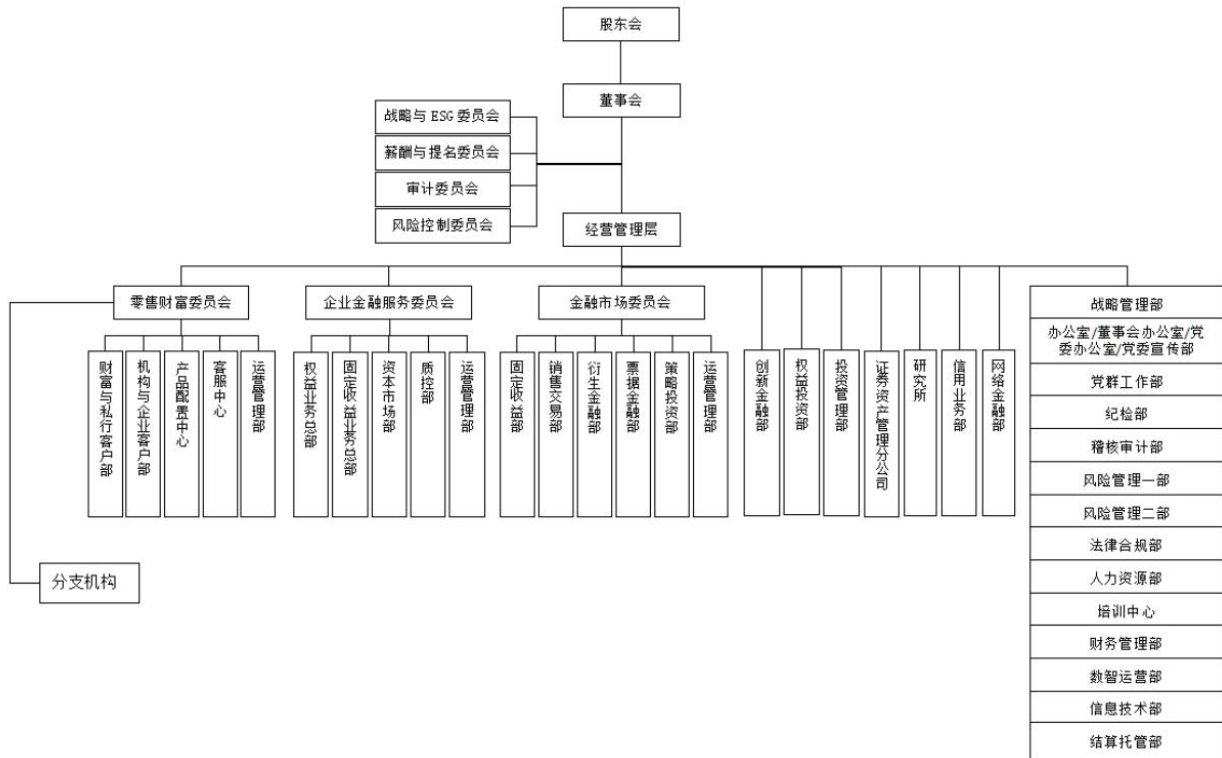 股东会
董事会
战略与ESG委员会
薪酬与提名委员会
审计委员会
风险控制委员会
经营管理层
零售财富委员会
企业金融服务委员会
金融市场委员会
财富与私行客户部
机构与企业客户部
产品配置中心
客服中心
运营管理部
权益业务总部
固定收益业务总部
资本市场部
质控部
运营管理部
固定收益部
销售交易部
衍生金融部
票据金融部
策略投资部
运营管理部
创新金融部
权益投资部
投资管理部
证券资产管理分公司
研究所
信用业务部
网络金融部
战略管理部
办公室/董事会办公室/党
委办公室/党委宣传部
党群工作部
纪检部
稽核审计部
风险管理一部
风险管理二部
法律合规部
人力资源部
培训中心
财务管理部
数智运营部
信息技术部
结算托管部
分支机构